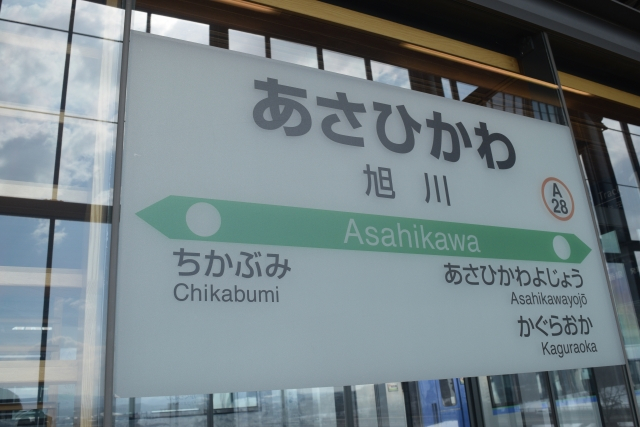 あさひかわ
旭川
A
28
Asahikawa
ちかぶみ
Chikabumi
あさひかわよじょう
Asahikawayojō
かぐらおか
Kaguraoka